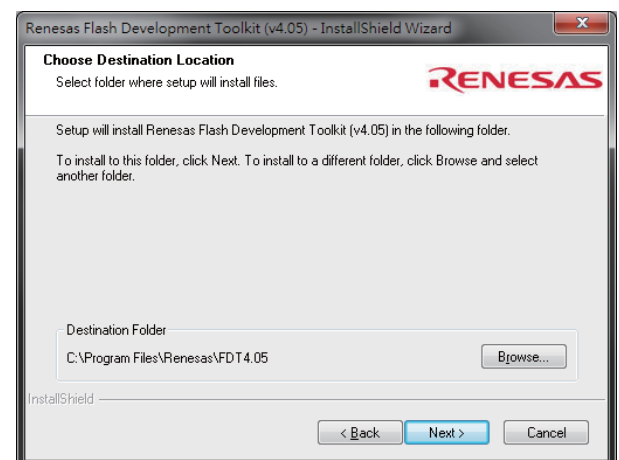 Renesas Flash Development Toolkit (v4.05) - InstallShield Wizard
Choose Destination Location
Select folder where setup will install files.
RENESAS
Setup will install Renesas Flash Development Toolkit (v4.05) in the following folder.
To install to this folder, click Next. To install to a different folder, click Browse and select
another folder.
Destination Folder
C:\Program Files\Renesas\FDT4.05
Browse...
InstallShield
< Back
Next >
Cancel